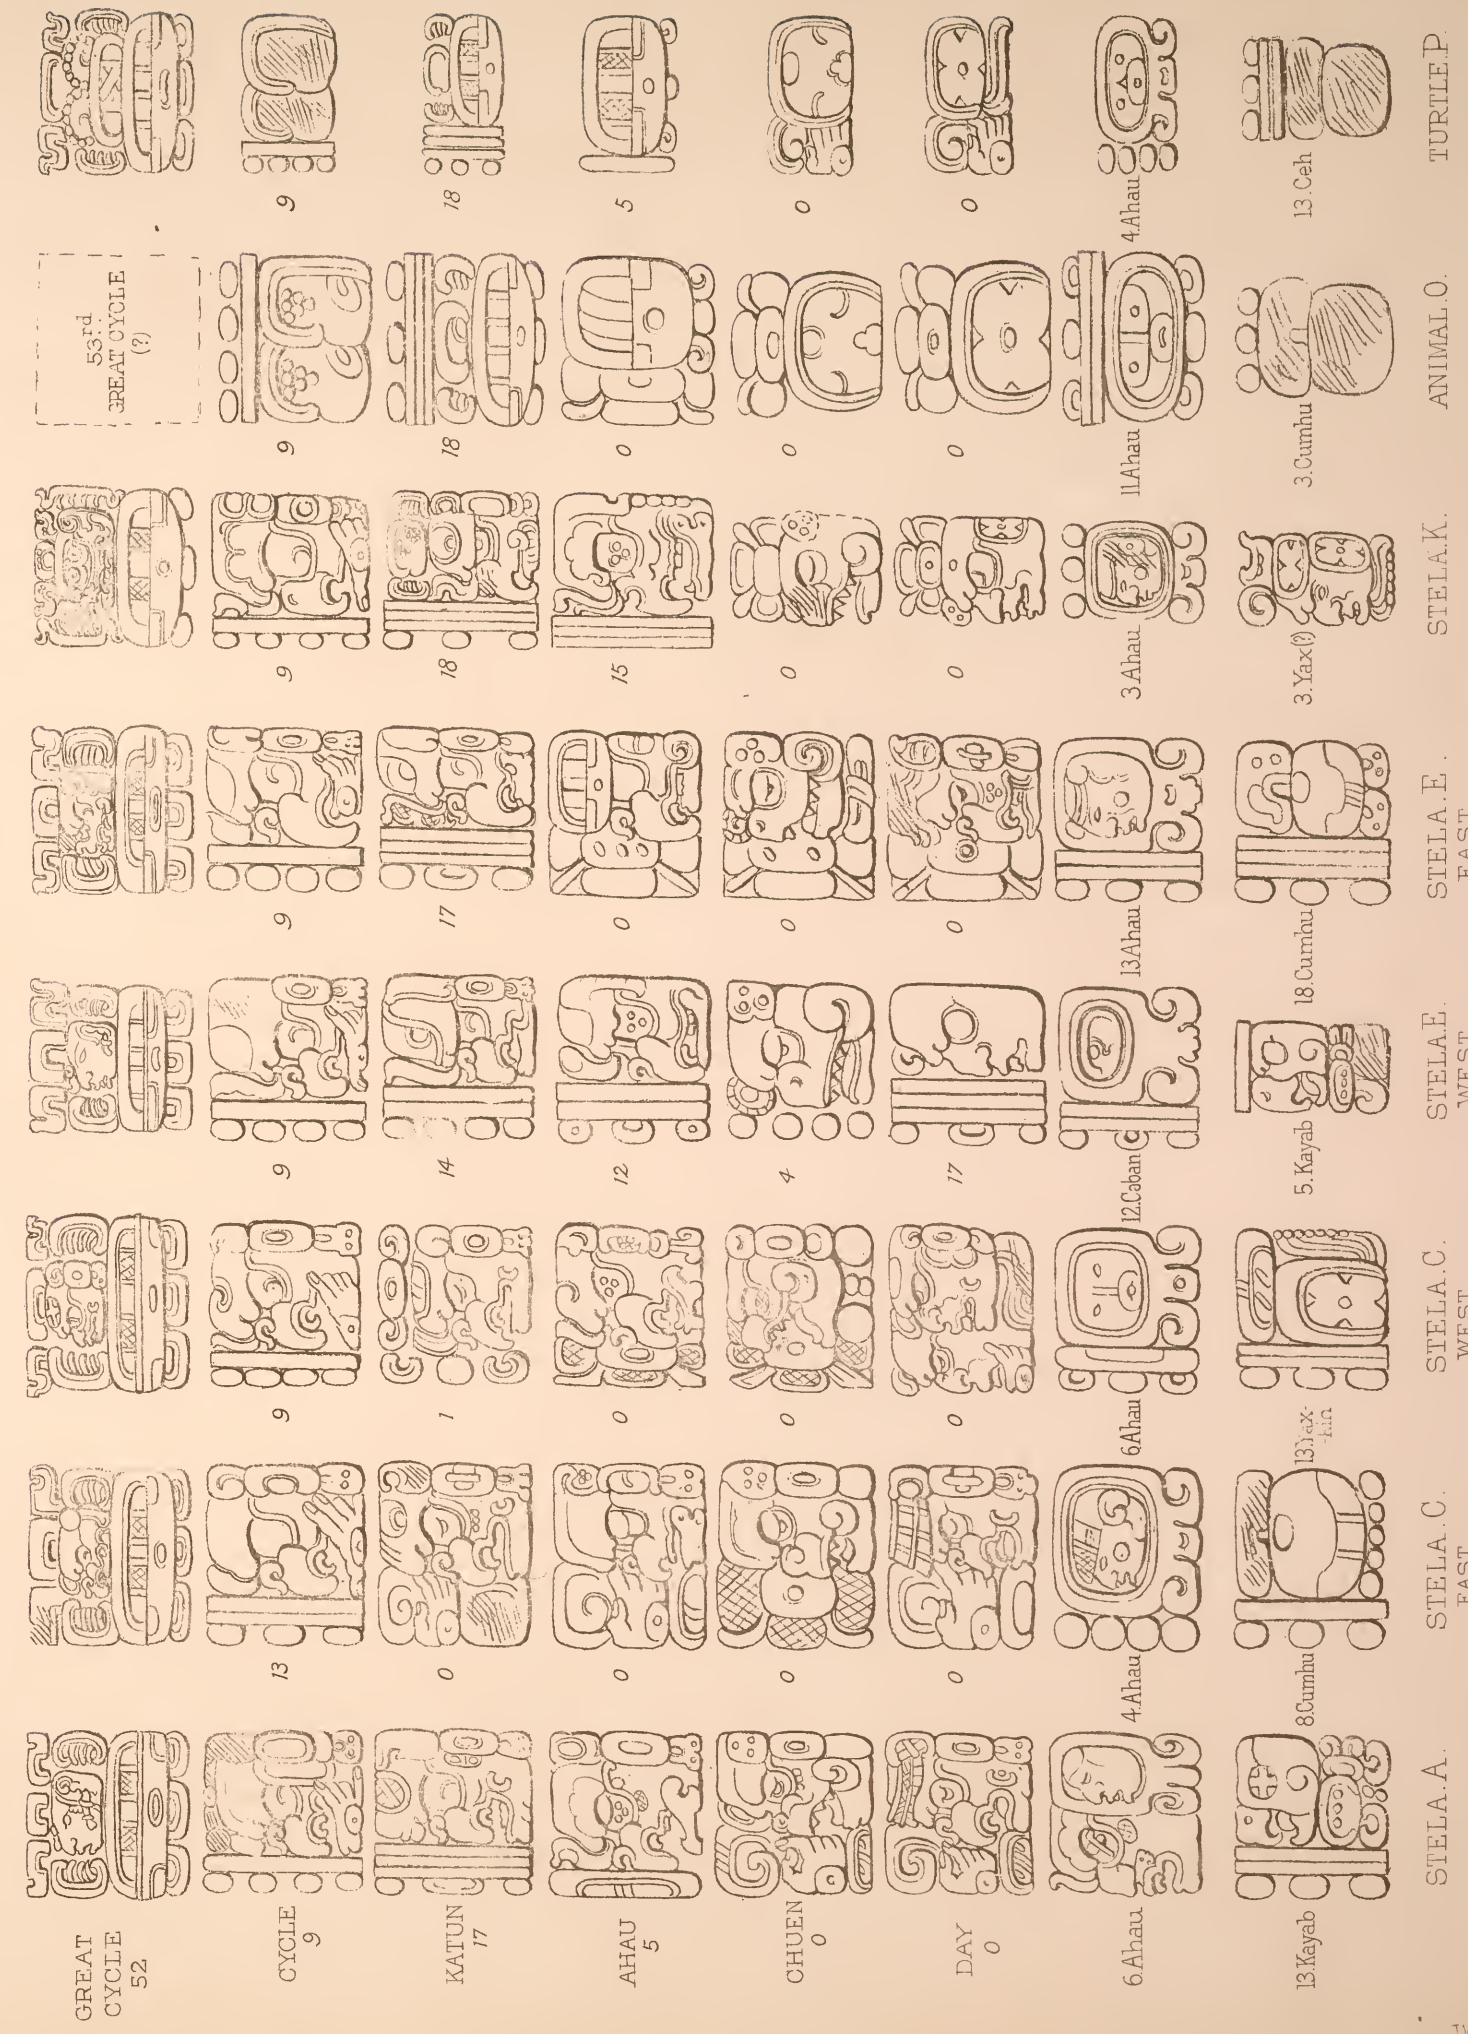 GREAT
CYCLE
52
53rd
GREAT CYCLE
(?)
CYCLE
9 13 9 9 9 9 9 9
KATUN
17 0 1 14 17 18 18 18
AHAU
5 0 0 12 0 15 0 5
CHUEN
0 0 0 4 0 0 0 0
DAY
0 0 0 17 0 0 0 0
6.Ahau 4.Ahau 6Ahau 12.Caban 13Ahau 3 Ahau 11.Ahau 4.Ahau
13.Kayab 8.Cumhu 13.Yax- 5.Kayab 18.Cumhu 3.Yax(?) 3.Cumhu 13.Ceh
-kin
STELA.A. STELA.C. STELA.C. STELA.E. STELA.E. STELA.K. ANIMAL.O. TURTLE.P.
EAST WEST WEST EAST